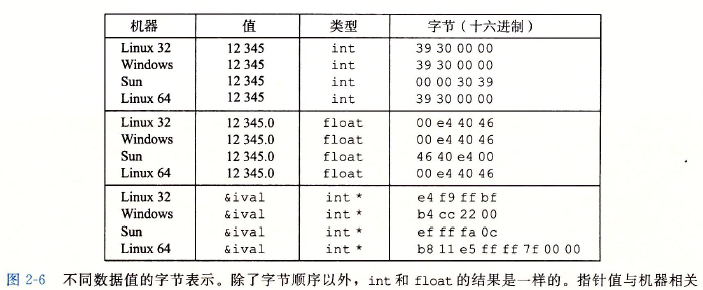 机器 值 类型 字节（十六进制）
Linux 32 12 345 int 39 30 00 00
Windows 12 345 int 39 30 00 00
Sun 12 345 int 00 00 30 39
Linux 64 12 345 int 39 30 00 00
Linux 32 12 345.0 float 00 e4 40 46
Windows 12 345.0 float 00 e4 40 46
Sun 12 345.0 float 46 40 e4 00
Linux 64 12 345.0 float 00 e4 40 46
Linux 32 &ival int * e4 f9 ff bf
Windows &ival int * b4 cc 22 00
Sun &ival int * ef ff fa 0c
Linux 64 &ival int * b8 11 e5 ff ff 7f 00 00
图 2-6 不同数据值的字节表示。除了字节顺序以外，int 和 float 的结果是一样的。指针值与机器相关